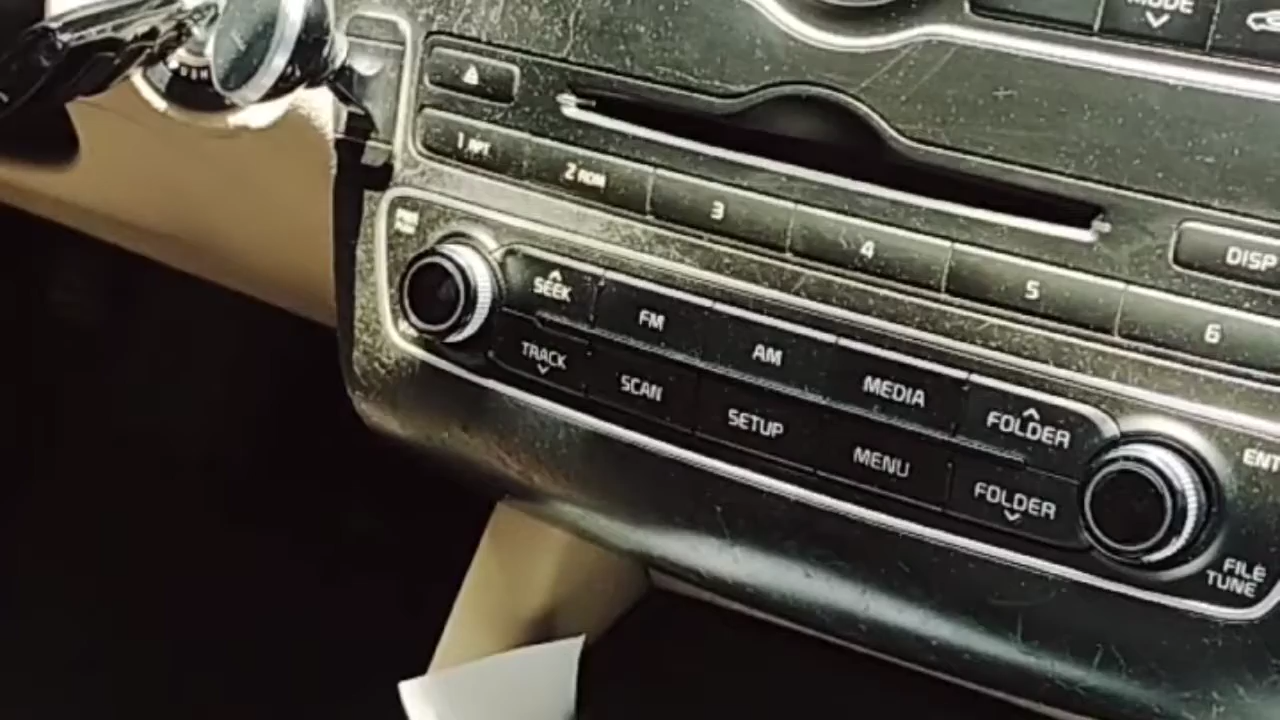 MODE
1 RPT
2 RDM
3
4
5
6
DISP
SEEK
FM
AM
MEDIA
FOLDER
TRACK
SCAN
SETUP
MENU
FOLDER
ENT
FILE
TUNE